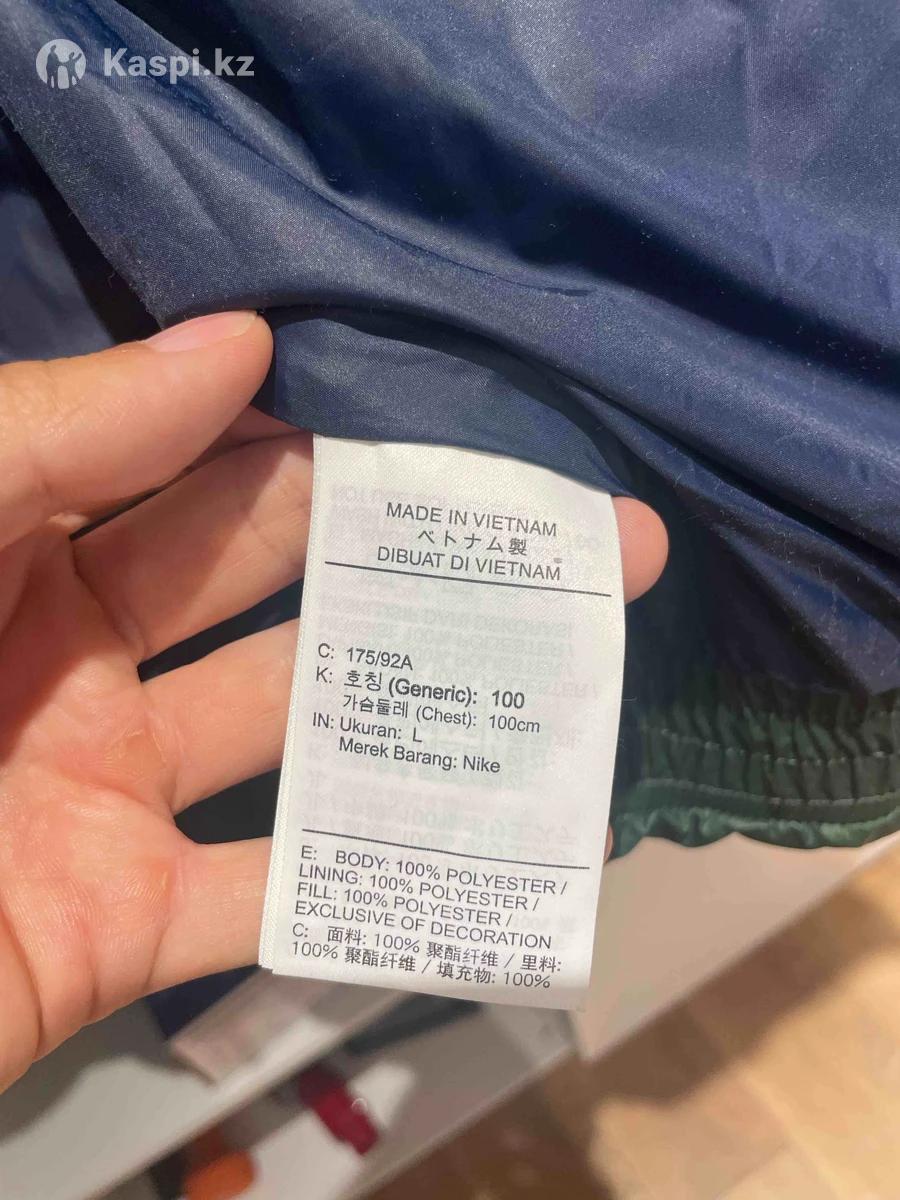 Kaspi.kz
MADE IN VIETNAM
ベトナム製
DIBUAT DI VIETNAM
C: 175/92A
K: 호칭 (Generic): 100
가슴둘레 (Chest): 100cm
IN: Ukuran: L
Merek Barang: Nike
E: BODY: 100% POLYESTER /
LINING: 100% POLYESTER /
FILL: 100% POLYESTER /
EXCLUSIVE OF DECORATION
C: 面料: 100% 聚酯纤维 / 里料:
100% 聚酯纤维 / 填充物: 100%